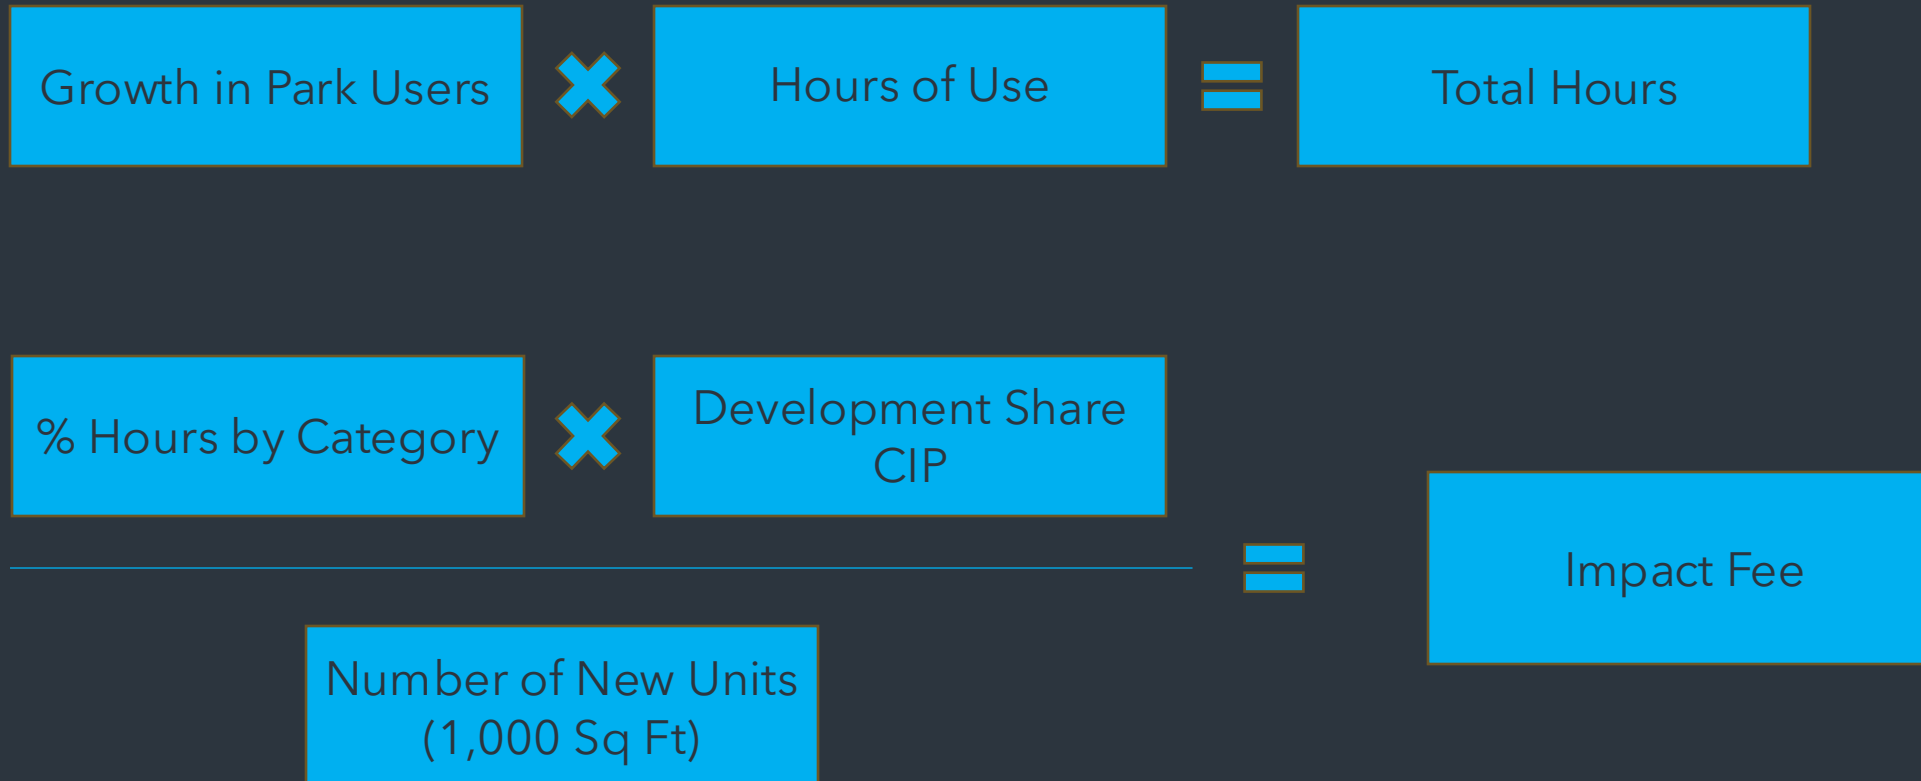 Growth in Park Users
Hours of Use
Total Hours
% Hours by Category
Development Share
CIP
Impact Fee
Number of New Units
(1,000 Sq Ft)